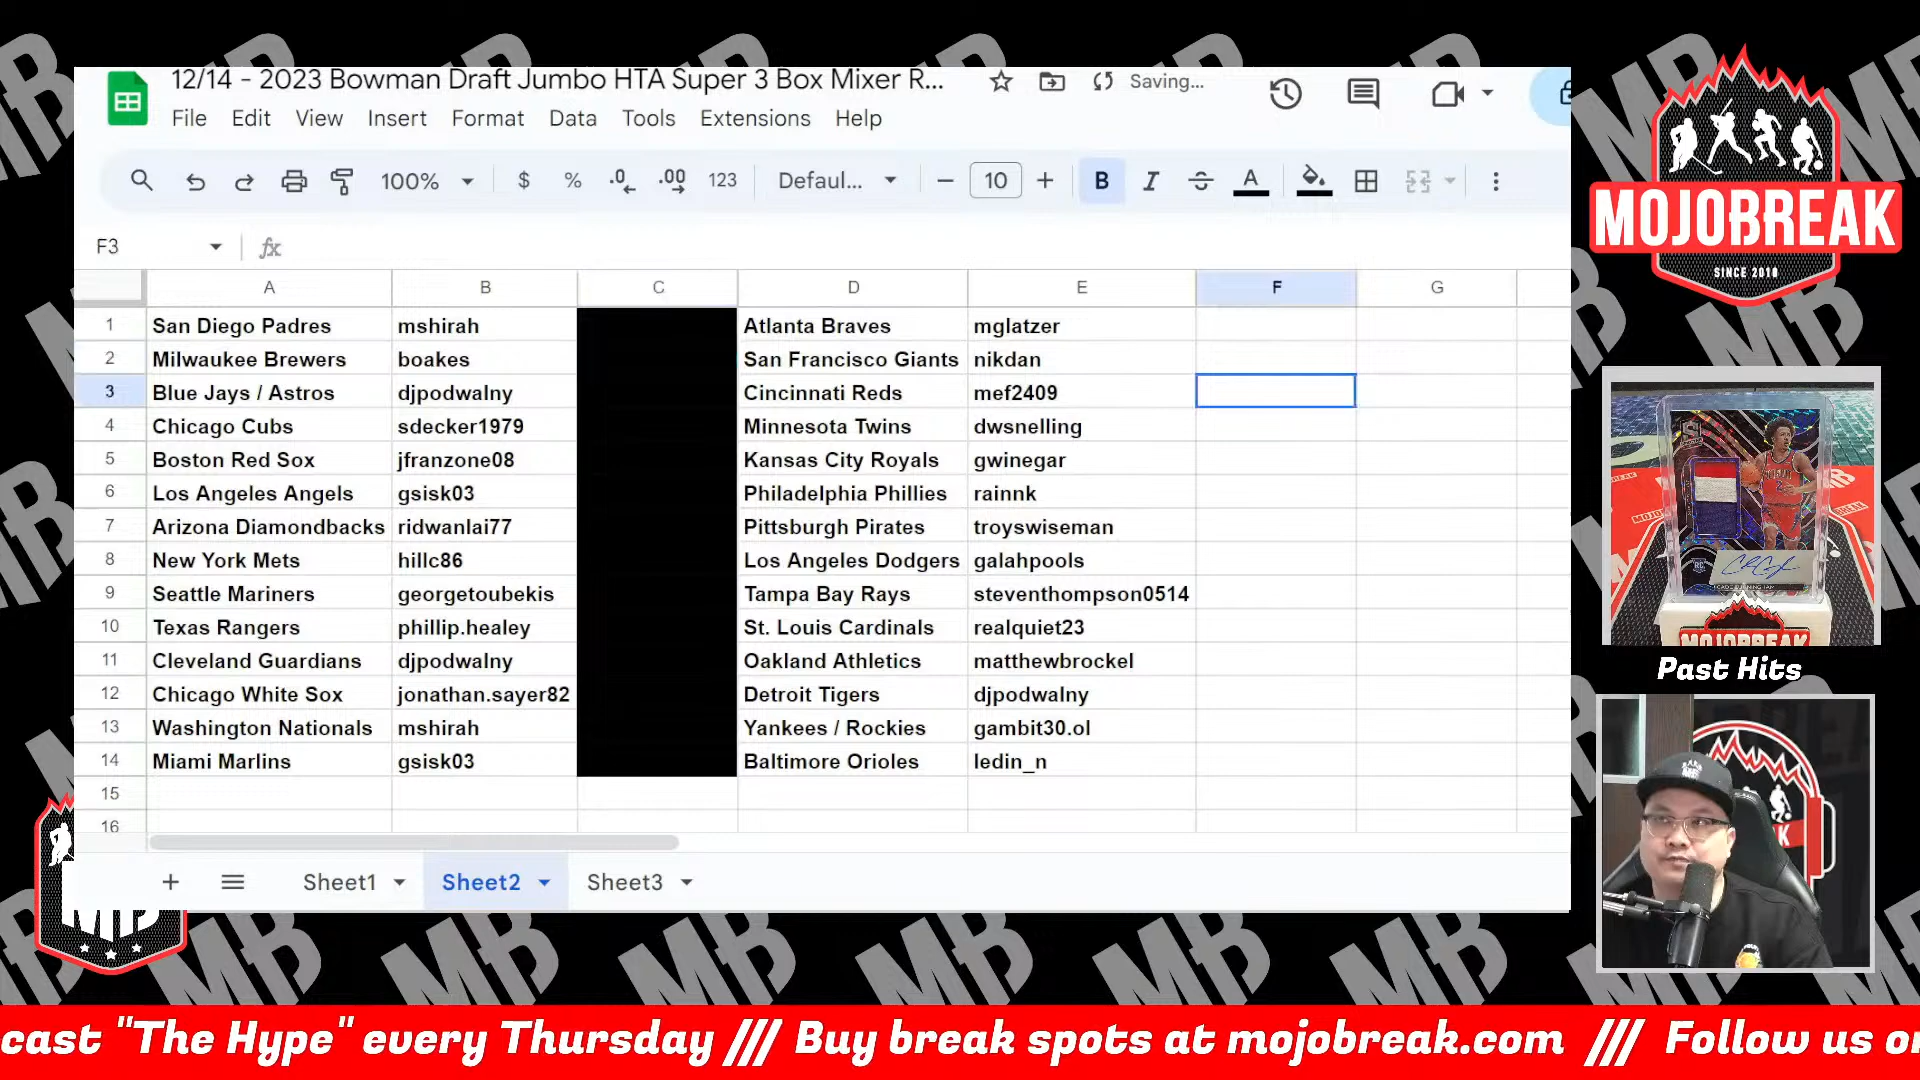 12/14 - 2023 Bowman Draft Jumbo HTA Super 3 Box Mixer R...
Saving...
File Edit View Insert Format Data Tools Extensions Help
100% $ % .0 .00 123 Defaul... − 10 + B I S A
F3 fx
A B C D E F G
1 San Diego Padres mshirah Atlanta Braves mglatzer
2 Milwaukee Brewers boakes San Francisco Giants nikdan
3 Blue Jays / Astros djpodwalny Cincinnati Reds mef2409
4 Chicago Cubs sdecker1979 Minnesota Twins dwsnelling
5 Boston Red Sox jfranzone08 Kansas City Royals gwinegar
6 Los Angeles Angels gsisk03 Philadelphia Phillies rainnk
7 Arizona Diamondbacks ridwanlai77 Pittsburgh Pirates troyswiseman
8 New York Mets hillc86 Los Angeles Dodgers galahpools
9 Seattle Mariners georgetoubekis Tampa Bay Rays steventhompson0514
10 Texas Rangers phillip.healey St. Louis Cardinals realquiet23
11 Cleveland Guardians djpodwalny Oakland Athletics matthewbrockel
12 Chicago White Sox jonathan.sayer82 Detroit Tigers djpodwalny
13 Washington Nationals mshirah Yankees / Rockies gambit30.ol
14 Miami Marlins gsisk03 Baltimore Orioles ledin_n
15
16
+ Sheet1 Sheet2 Sheet3
MOJOBREAK
SINCE 2010
MOJOBREAK
Past Hits
MB
cast "The Hype" every Thursday /// Buy break spots at mojobreak.com /// Follow us o